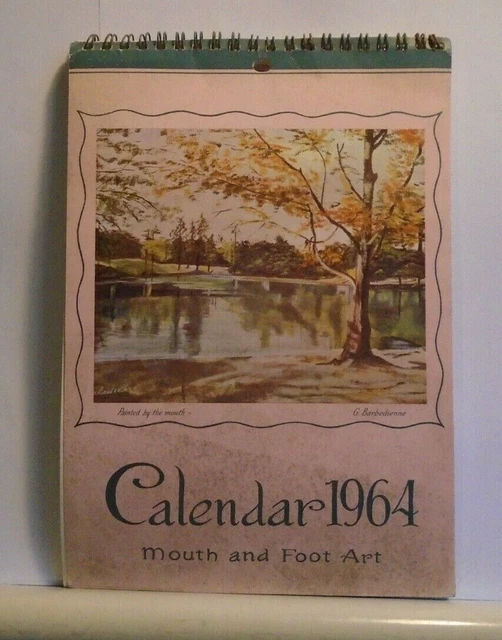 Painted by the mouth - G. Barbedienne
Calendar 1964
Mouth and Foot Art